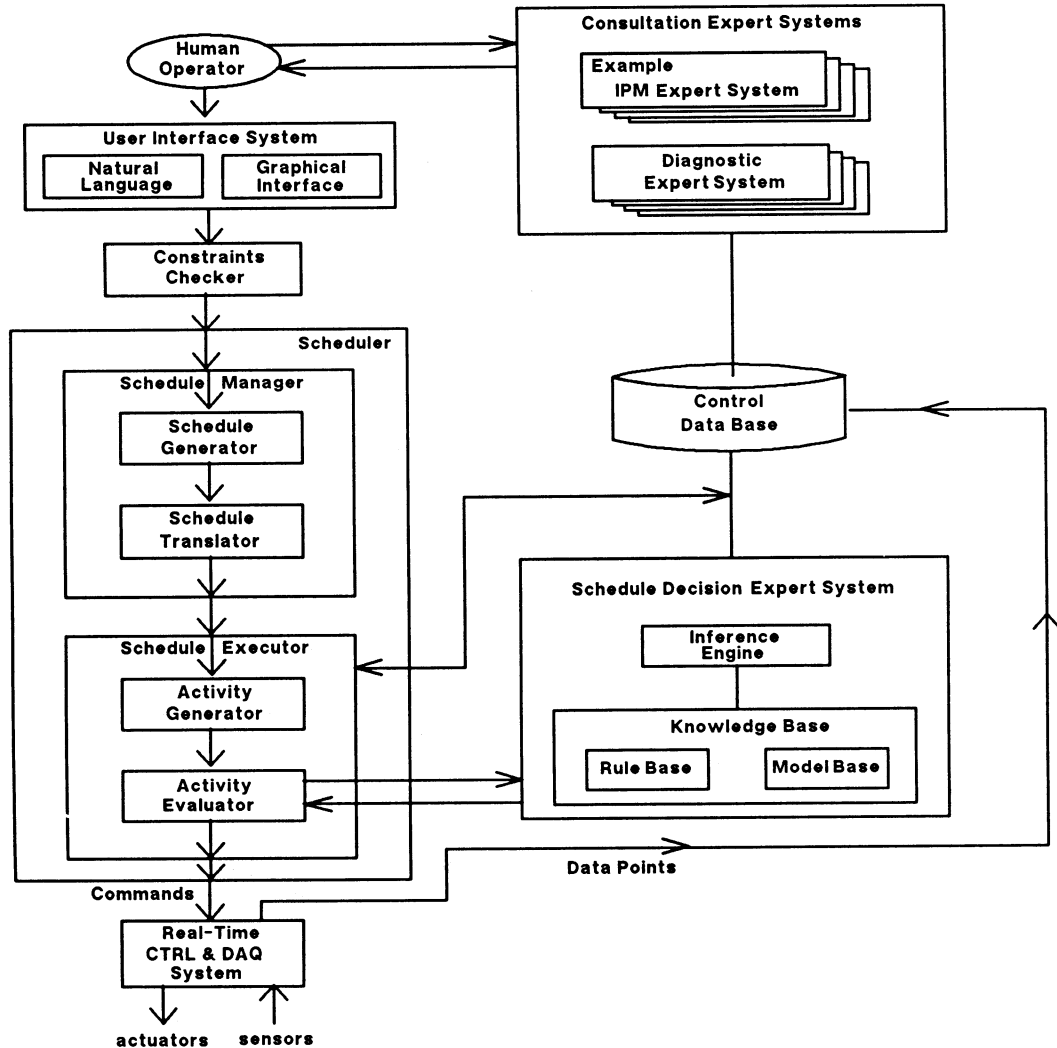 Human
Operator
Consultation Expert Systems
Example
IPM Expert System
Diagnostic
Expert System
User Interface System
Natural
Language
Graphical
Interface
Constraints
Checker
Scheduler
Schedule Manager
Schedule
Generator
Schedule
Translator
Control
Data Base
Schedule Executor
Activity
Generator
Activity
Evaluator
Schedule Decision Expert System
Inference
Engine
Knowledge Base
Rule Base
Model Base
Data Points
Commands
Real-Time
CTRL & DAQ
System
actuators
sensors